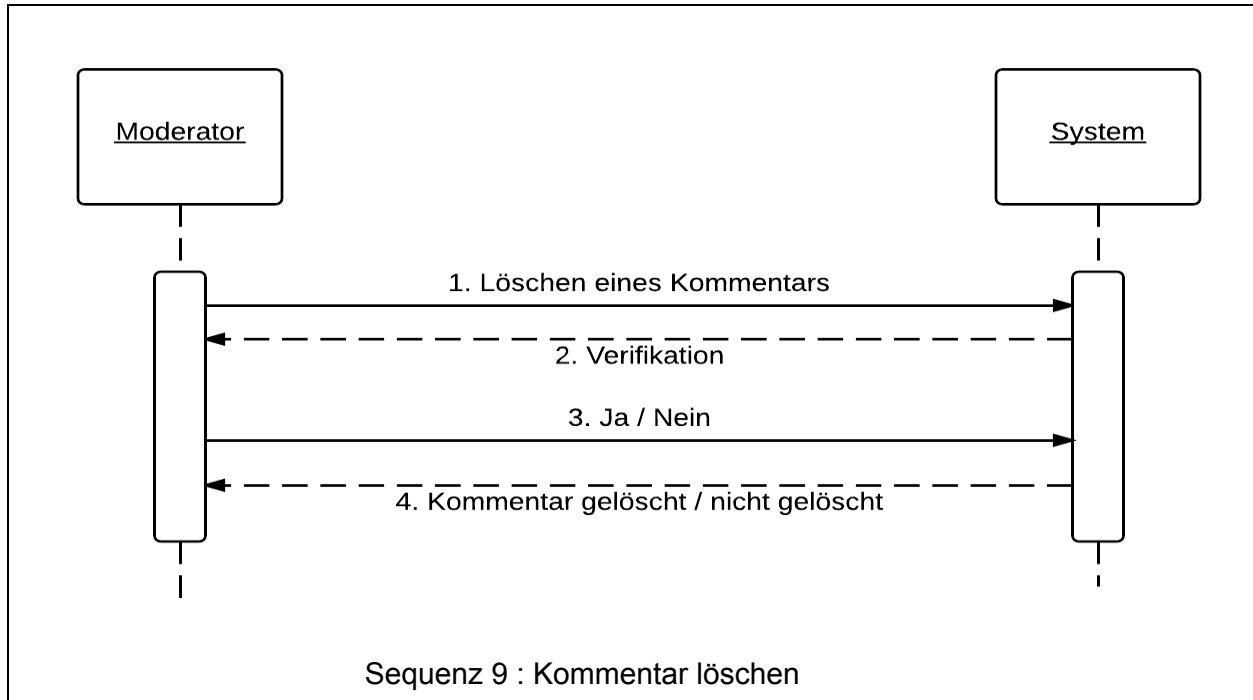 Moderator
System
1. Löschen eines Kommentars
2. Verifikation
3. Ja / Nein
4. Kommentar gelöscht / nicht gelöscht
Sequenz 9 : Kommentar löschen